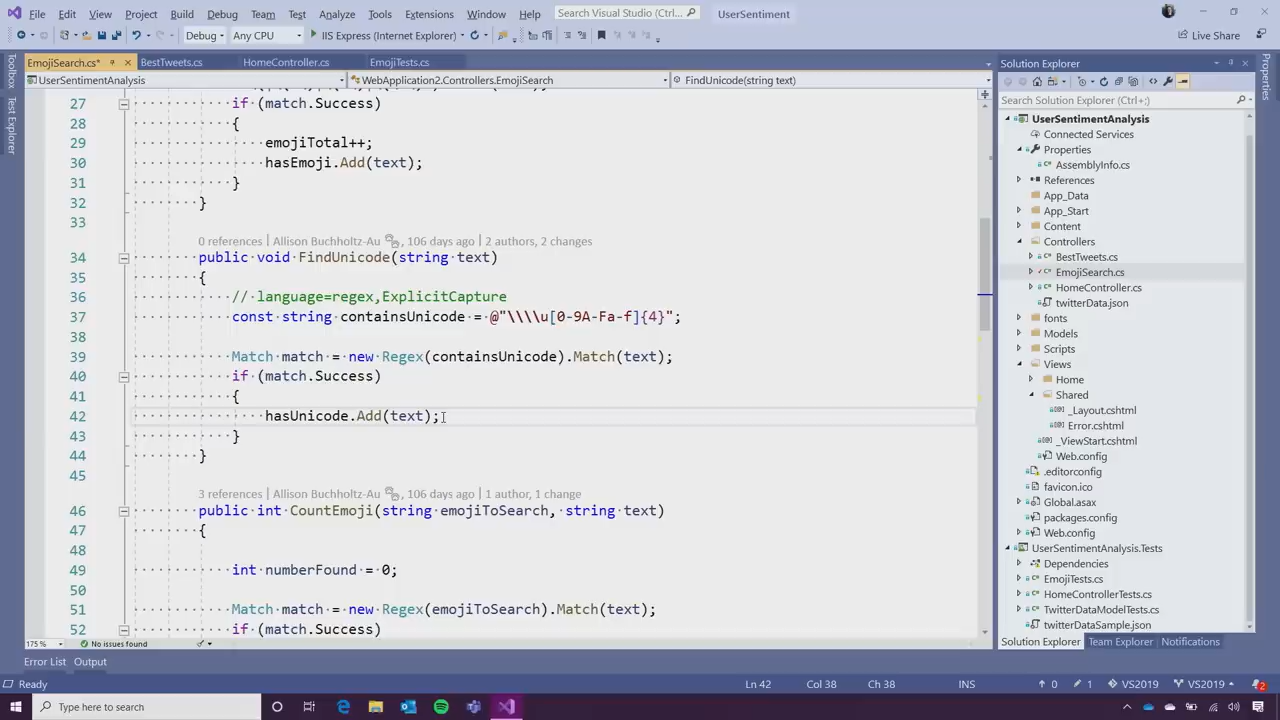 File Edit View Project Build Debug Team Test Analyze Tools Extensions Window Help Search Visual Studio (Ctrl+Q) UserSentiment
Debug Any CPU IIS Express (Internet Explorer) Live Share
EmojiSearch.cs* BestTweets.cs HomeController.cs EmojiTests.cs
UserSentimentAnalysis WebApplication2.Controllers.EmojiSearch FindUnicode(string text)
Toolbox
Test Explorer
27 if (match.Success)
28 {
29 emojiTotal++;
30 hasEmoji.Add(text);
31 }
32 }
33
0 references | Allison Buchholtz-Au, 106 days ago | 2 authors, 2 changes
34 public void FindUnicode(string text)
35 {
36 // language=regex,ExplicitCapture
37 const string containsUnicode = @"\\\\u[0-9A-Fa-f]{4}";
38
39 Match match = new Regex(containsUnicode).Match(text);
40 if (match.Success)
41 {
42 hasUnicode.Add(text);
43 }
44 }
45
3 references | Allison Buchholtz-Au, 106 days ago | 1 author, 1 change
46 public int CountEmoji(string emojiToSearch, string text)
47 {
48
49 int numberFound = 0;
50
51 Match match = new Regex(emojiToSearch).Match(text);
52 if (match.Success)
175 % No issues found
Error List Output
Solution Explorer
Search Solution Explorer (Ctrl+;)
UserSentimentAnalysis
Connected Services
Properties
AssemblyInfo.cs
References
App_Data
App_Start
Content
Controllers
BestTweets.cs
EmojiSearch.cs
HomeController.cs
twitterData.json
fonts
Models
Scripts
Views
Home
Shared
_Layout.cshtml
Error.cshtml
_ViewStart.cshtml
Web.config
.editorconfig
favicon.ico
Global.asax
packages.config
Web.config
UserSentimentAnalysis.Tests
Dependencies
EmojiTests.cs
HomeControllerTests.cs
TwitterDataModelTests.cs
twitterDataSample.json
Solution Explorer Team Explorer Notifications
Properties
Ready Ln 42 Col 38 Ch 38 INS 0 1 VS2019 VS2019 2
Type here to search